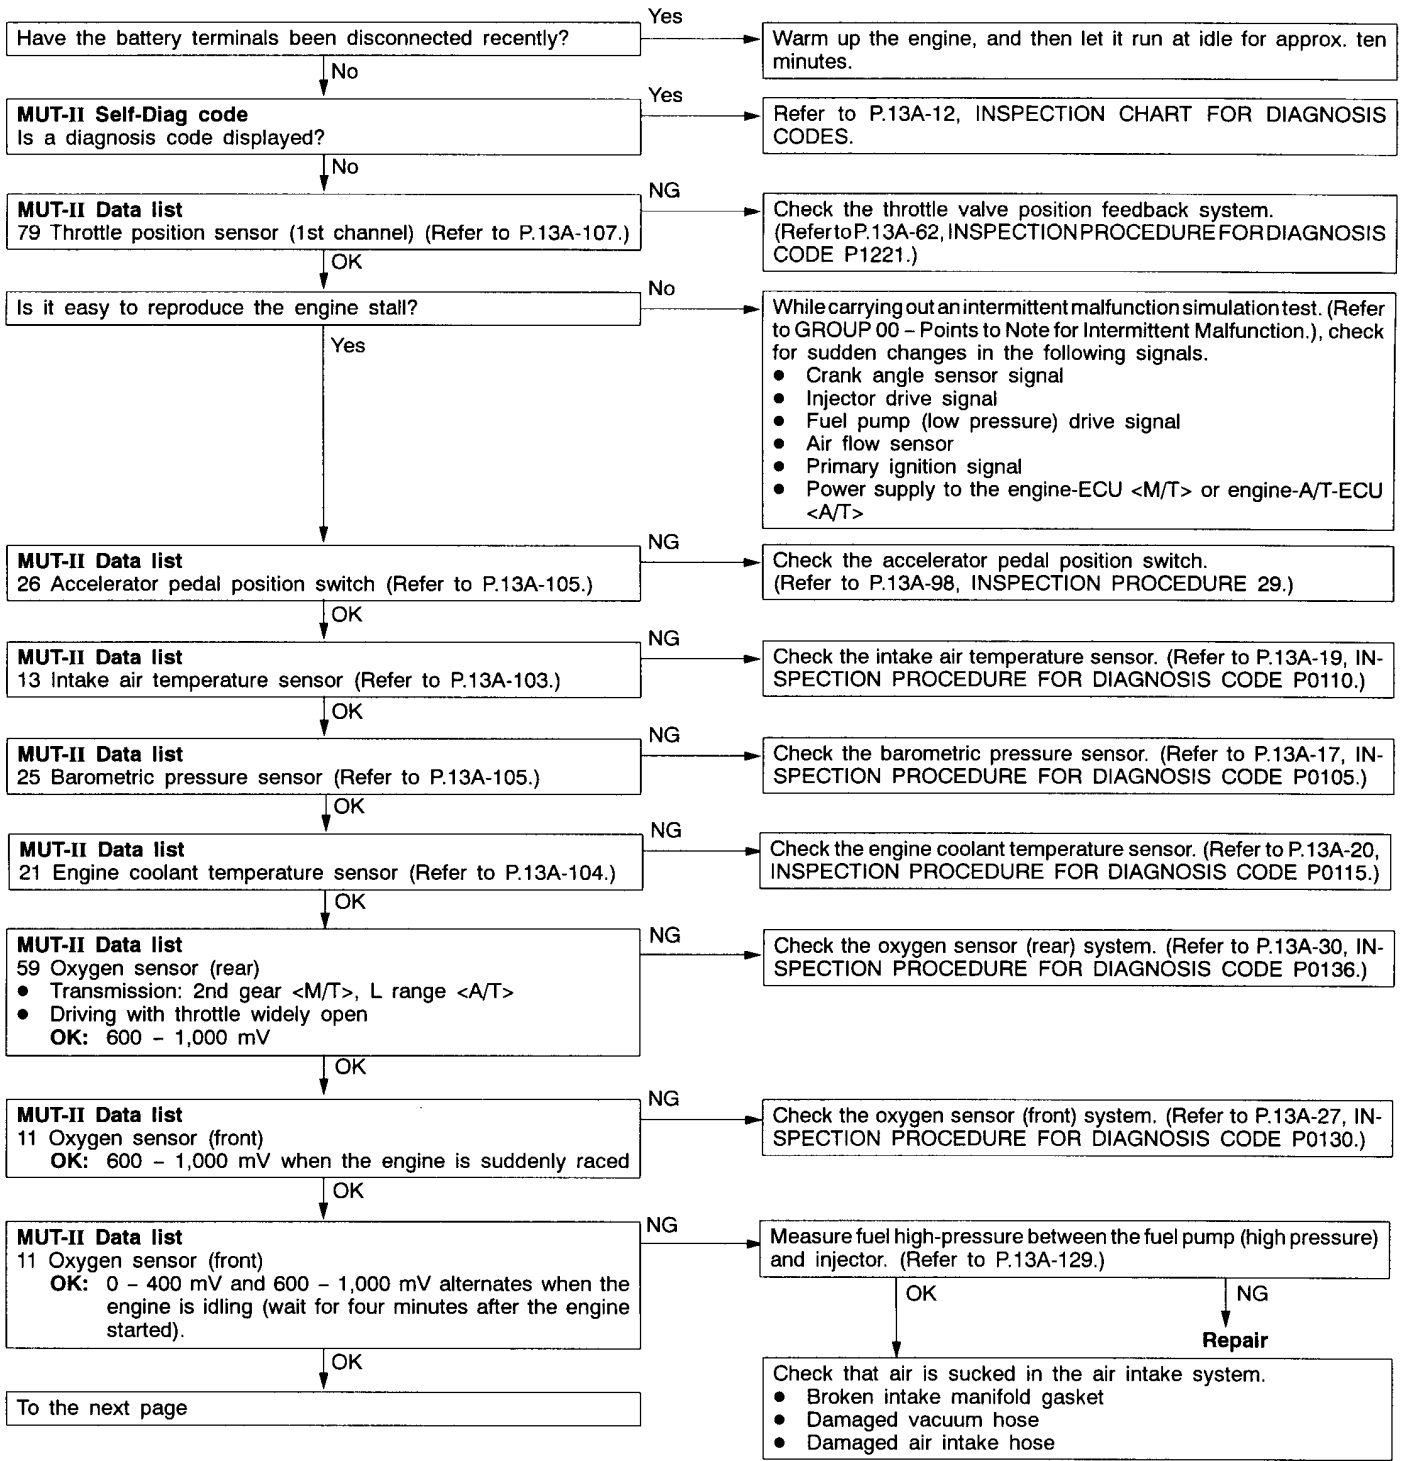 Have the battery terminals been disconnected recently?
Yes
Warm up the engine, and then let it run at idle for approx. ten
minutes.
No
MUT-II Self-Diag code
Is a diagnosis code displayed?
Yes
Refer to P.13A-12, INSPECTION CHART FOR DIAGNOSIS
CODES.
No
MUT-II Data list
79 Throttle position sensor (1st channel) (Refer to P.13A-107.)
NG
Check the throttle valve position feedback system.
(Refer to P.13A-62, INSPECTION PROCEDURE FOR DIAGNOSIS
CODE P1221.)
OK
Is it easy to reproduce the engine stall?
No
While carrying out an intermittent malfunction simulation test. (Refer
to GROUP 00 – Points to Note for Intermittent Malfunction.), check
for sudden changes in the following signals.
● Crank angle sensor signal
● Injector drive signal
● Fuel pump (low pressure) drive signal
● Air flow sensor
● Primary ignition signal
● Power supply to the engine-ECU <M/T> or engine-A/T-ECU
<A/T>
Yes
MUT-II Data list
26 Accelerator pedal position switch (Refer to P.13A-105.)
NG
Check the accelerator pedal position switch.
(Refer to P.13A-98, INSPECTION PROCEDURE 29.)
OK
MUT-II Data list
13 Intake air temperature sensor (Refer to P.13A-103.)
NG
Check the intake air temperature sensor. (Refer to P.13A-19, IN-
SPECTION PROCEDURE FOR DIAGNOSIS CODE P0110.)
OK
MUT-II Data list
25 Barometric pressure sensor (Refer to P.13A-105.)
NG
Check the barometric pressure sensor. (Refer to P.13A-17, IN-
SPECTION PROCEDURE FOR DIAGNOSIS CODE P0105.)
OK
MUT-II Data list
21 Engine coolant temperature sensor (Refer to P.13A-104.)
NG
Check the engine coolant temperature sensor. (Refer to P.13A-20,
INSPECTION PROCEDURE FOR DIAGNOSIS CODE P0115.)
OK
MUT-II Data list
59 Oxygen sensor (rear)
● Transmission: 2nd gear <M/T>, L range <A/T>
● Driving with throttle widely open
OK: 600 – 1,000 mV
NG
Check the oxygen sensor (rear) system. (Refer to P.13A-30, IN-
SPECTION PROCEDURE FOR DIAGNOSIS CODE P0136.)
OK
MUT-II Data list
11 Oxygen sensor (front)
OK: 600 – 1,000 mV when the engine is suddenly raced
NG
Check the oxygen sensor (front) system. (Refer to P.13A-27, IN-
SPECTION PROCEDURE FOR DIAGNOSIS CODE P0130.)
OK
MUT-II Data list
11 Oxygen sensor (front)
OK: 0 – 400 mV and 600 – 1,000 mV alternates when the
engine is idling (wait for four minutes after the engine
started).
NG
Measure fuel high-pressure between the fuel pump (high pressure)
and injector. (Refer to P.13A-129.)
OK
NG
Repair
Check that air is sucked in the air intake system.
● Broken intake manifold gasket
● Damaged vacuum hose
● Damaged air intake hose
OK
To the next page